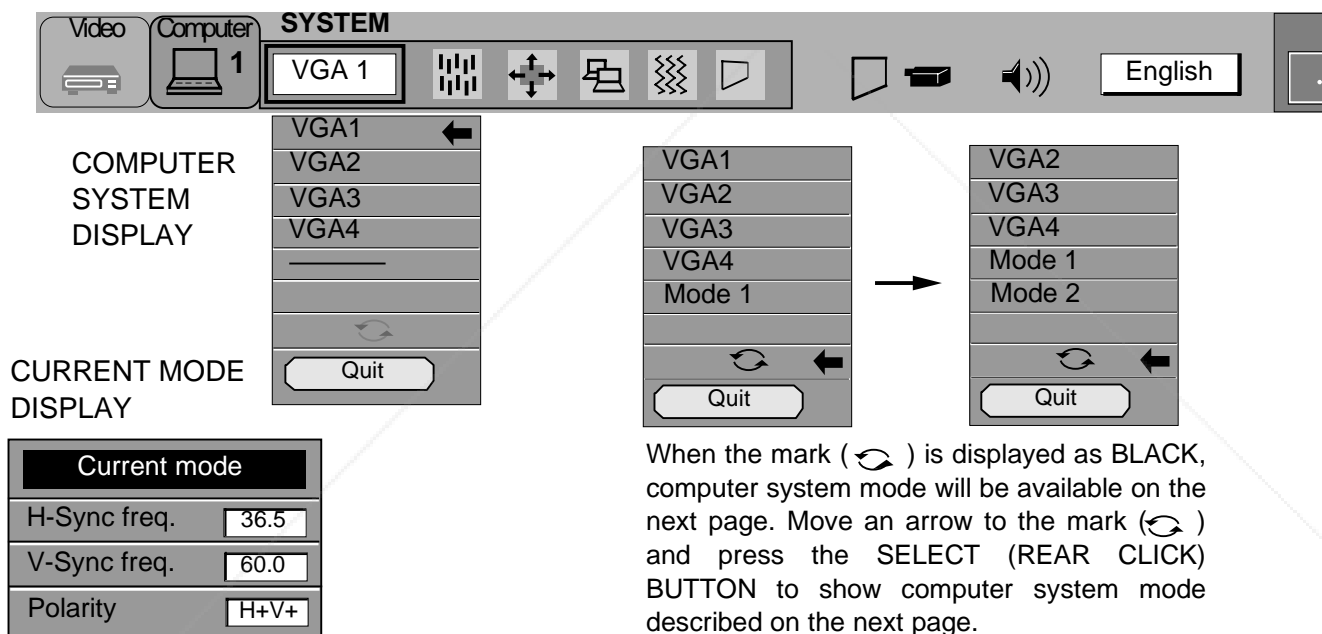 SYSTEM
Video
Computer
1
VGA 1
English
COMPUTER
SYSTEM
DISPLAY
VGA1
VGA2
VGA3
VGA4
Quit
VGA1
VGA2
VGA3
VGA4
Mode 1
Quit
VGA2
VGA3
VGA4
Mode 1
Mode 2
Quit
CURRENT MODE
DISPLAY
Current mode
H-Sync freq. 36.5
V-Sync freq. 60.0
Polarity H+V+
When the mark ( ) is displayed as BLACK,
computer system mode will be available on the
next page. Move an arrow to the mark ( )
and press the SELECT (REAR CLICK)
BUTTON to show computer system mode
described on the next page.